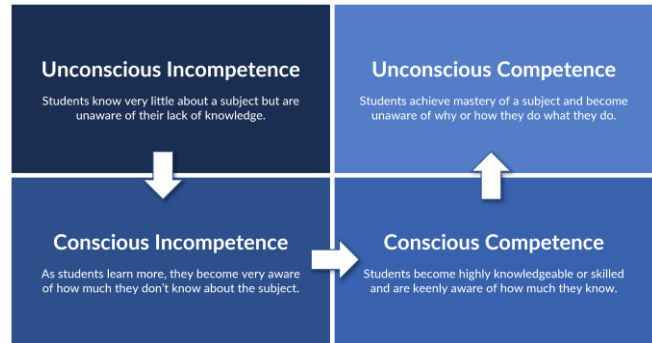 Unconscious Incompetence
Students know very little about a subject but are
unaware of their lack of knowledge.
Unconscious Competence
Students achieve mastery of a subject and become
unaware of why or how they do what they do.
Conscious Incompetence
As students learn more, they become very aware
of how much they don’t know about the subject.
Conscious Competence
Students become highly knowledgeable or skilled
and are keenly aware of how much they know.